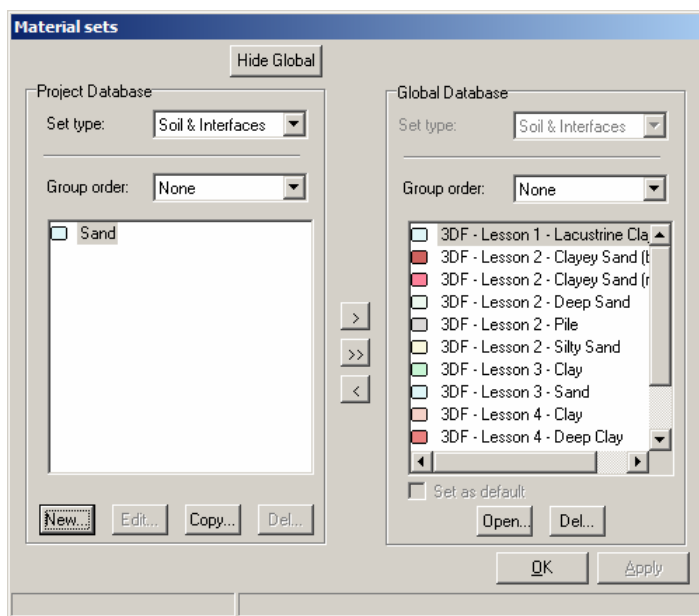 Material sets
Hide Global
Project Database
Set type: Soil & Interfaces
Group order: None
Sand
New... Edit... Copy... Del...
>
>>
<
Global Database
Set type: Soil & Interfaces
Group order: None
3DF - Lesson 1 - Lacustrine Cla
3DF - Lesson 2 - Clayey Sand (
3DF - Lesson 2 - Clayey Sand (
3DF - Lesson 2 - Deep Sand
3DF - Lesson 2 - Pile
3DF - Lesson 2 - Silty Sand
3DF - Lesson 3 - Clay
3DF - Lesson 3 - Sand
3DF - Lesson 4 - Clay
3DF - Lesson 4 - Deep Clay
Set as default
Open... Del...
OK Apply